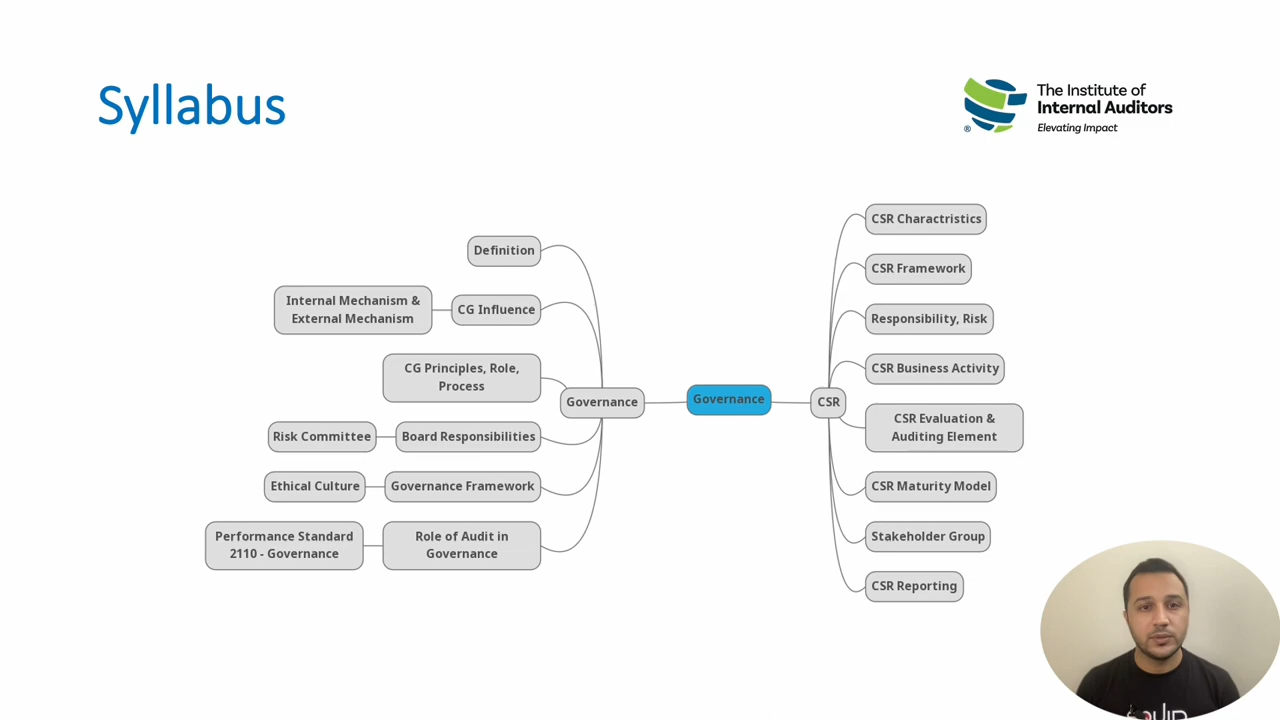 Syllabus
The Institute of
Internal Auditors
Elevating Impact
®
Definition
Internal Mechanism &
External Mechanism
CG Influence
CG Principles, Role,
Process
Governance
Risk Committee
Board Responsibilities
Ethical Culture
Governance Framework
Performance Standard
2110 - Governance
Role of Audit in
Governance
Governance
CSR
CSR Charactristics
CSR Framework
Responsibility, Risk
CSR Business Activity
CSR Evaluation &
Auditing Element
CSR Maturity Model
Stakeholder Group
CSR Reporting